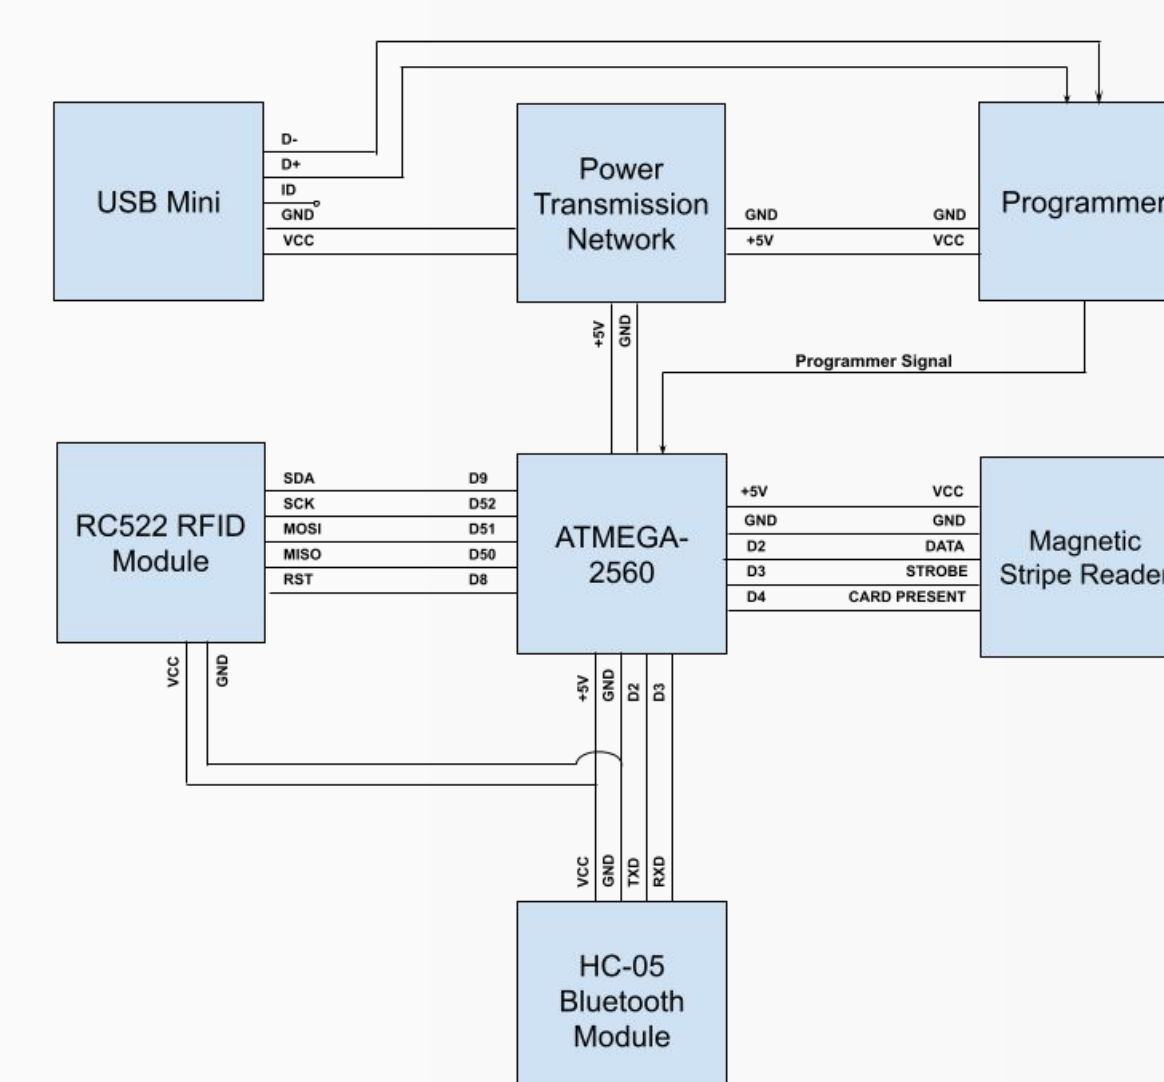 D-
D+
ID
GND
VCC
USB Mini
Power
Transmission
Network
GND
+5V
GND
VCC
Programmer
+5V
GND
Programmer Signal
RC522 RFID
Module
SDA
SCK
MOSI
MISO
RST
D9
D52
D51
D50
D8
ATMEGA-
2560
+5V
GND
D2
D3
D4
VCC
GND
DATA
STROBE
CARD PRESENT
Magnetic
Stripe Reader
VCC
GND
+5V
GND
D2
D3
VCC
GND
TXD
RXD
HC-05
Bluetooth
Module